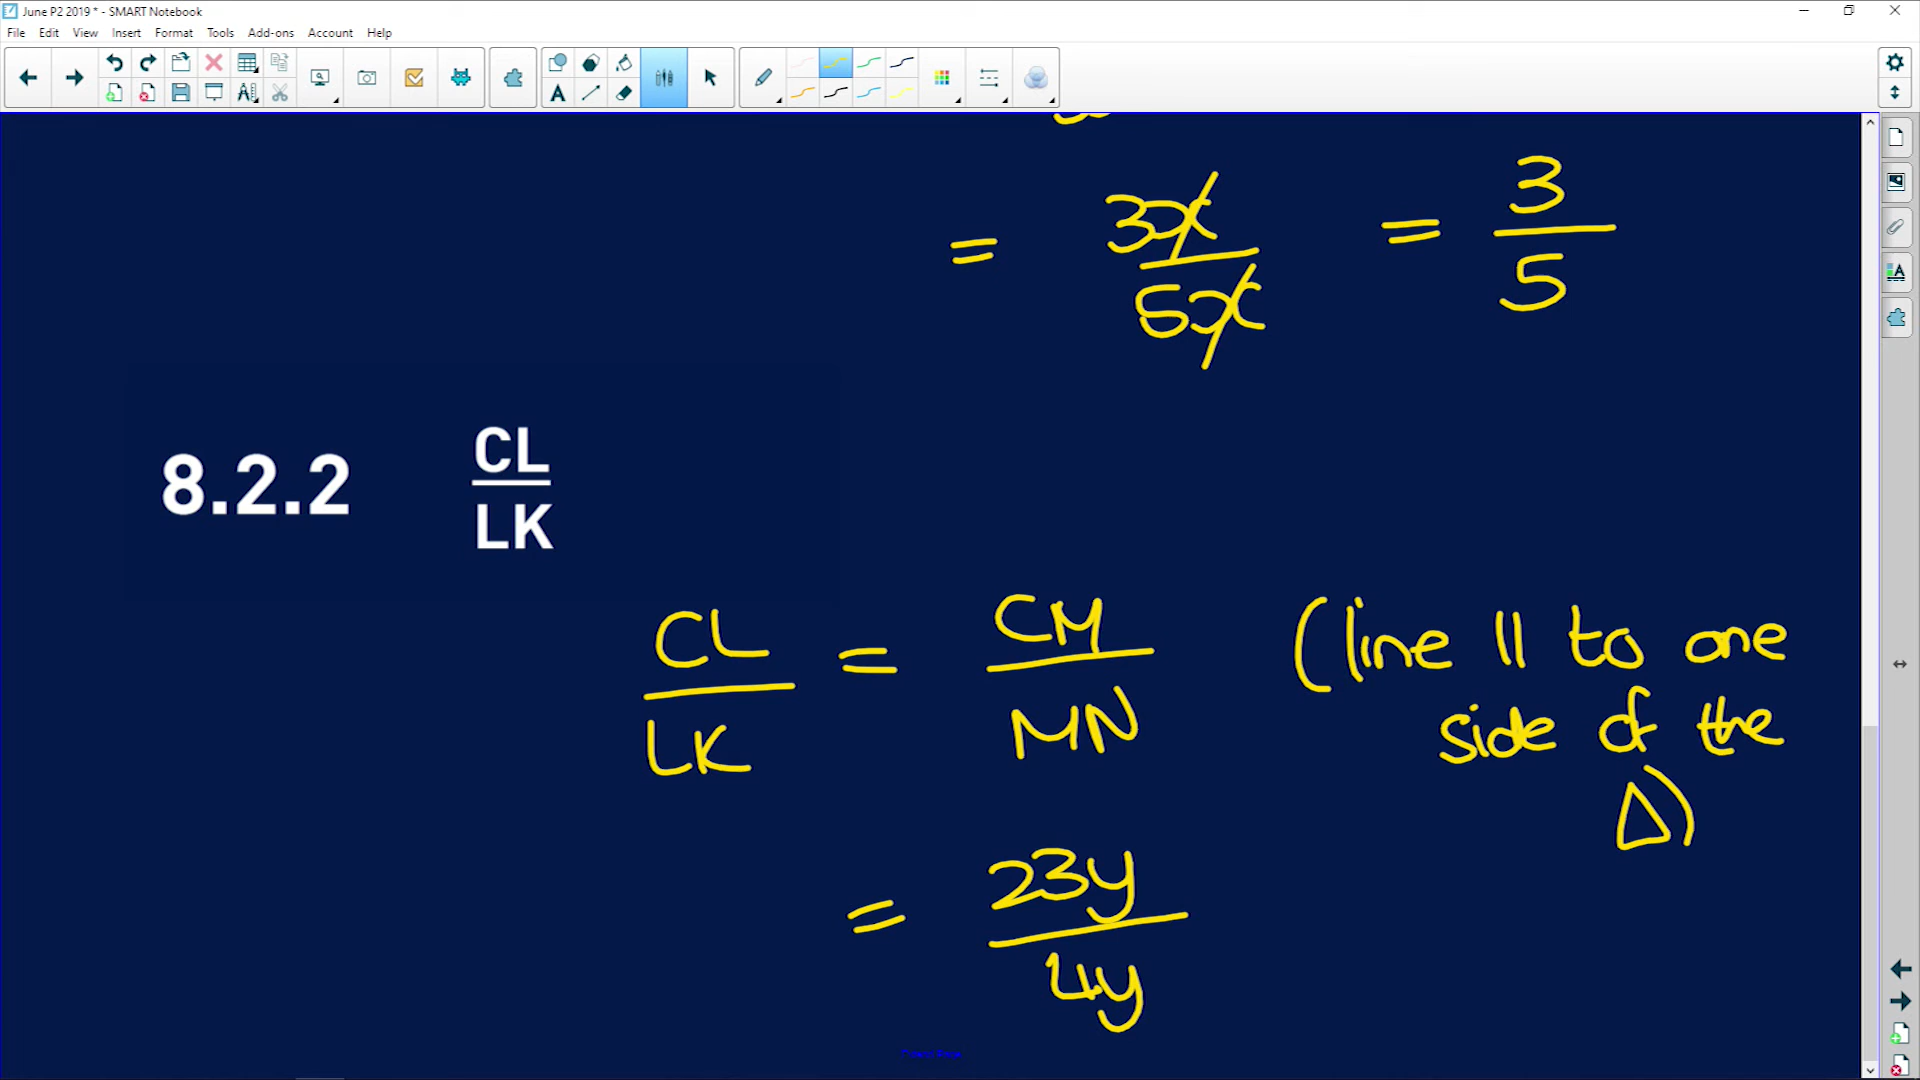 June P2 2019 * - SMART Notebook
File Edit View Insert Format Tools Add-ons Account Help
= 3x/5x = 3/5
8.2.2 CL/LK
CL/LK = CM/MN (line || to one
side of the
Δ)
= 23y/4y